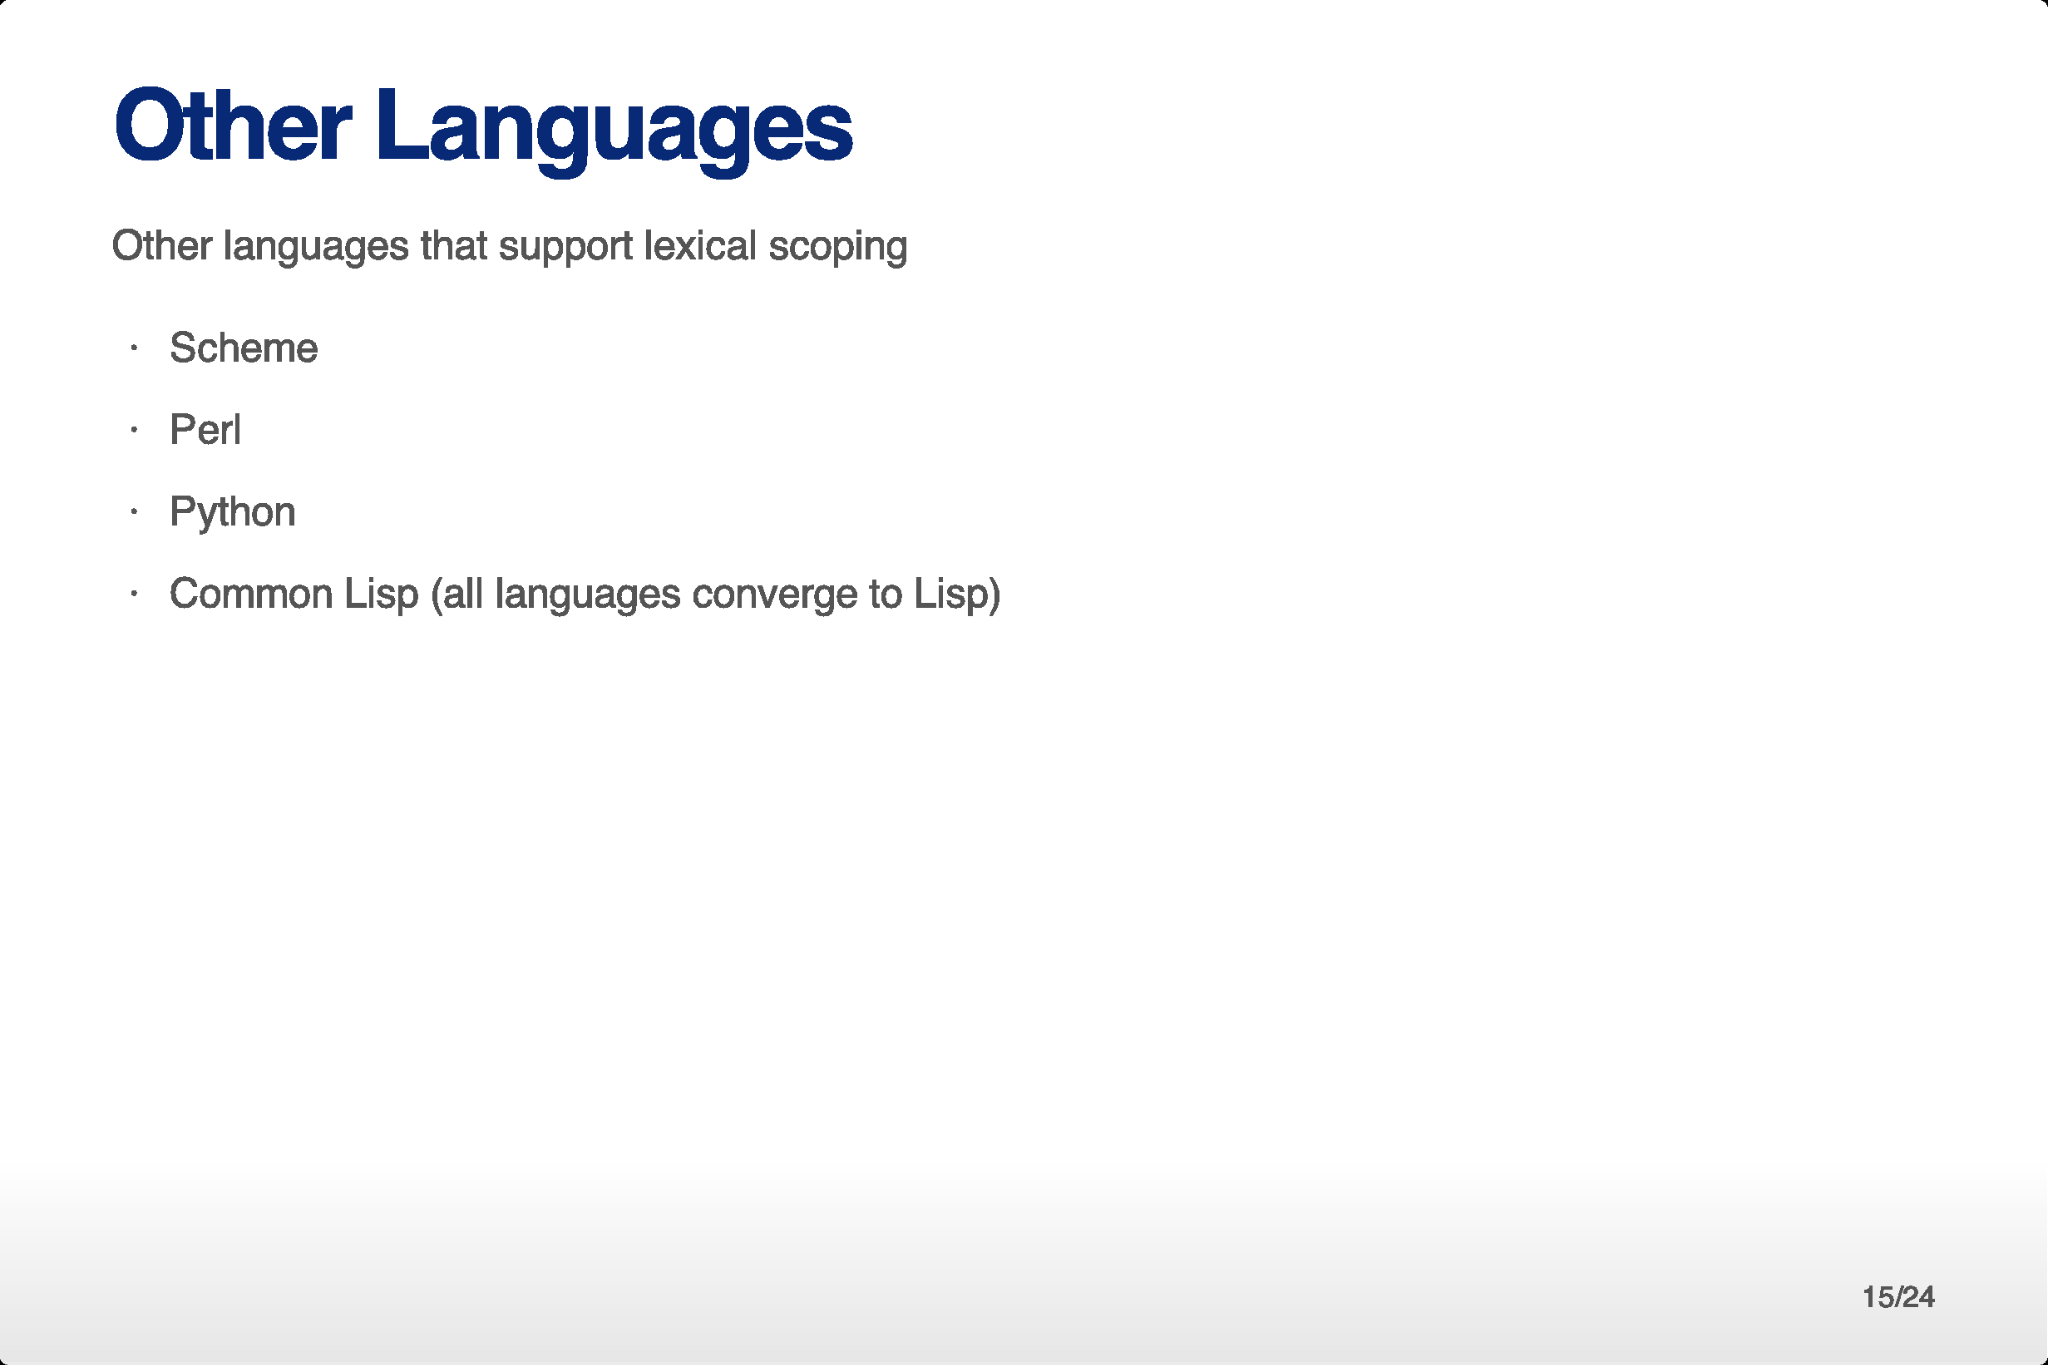 Other Languages
Other languages that support lexical scoping
· Scheme
· Perl
· Python
· Common Lisp (all languages converge to Lisp)
15/24